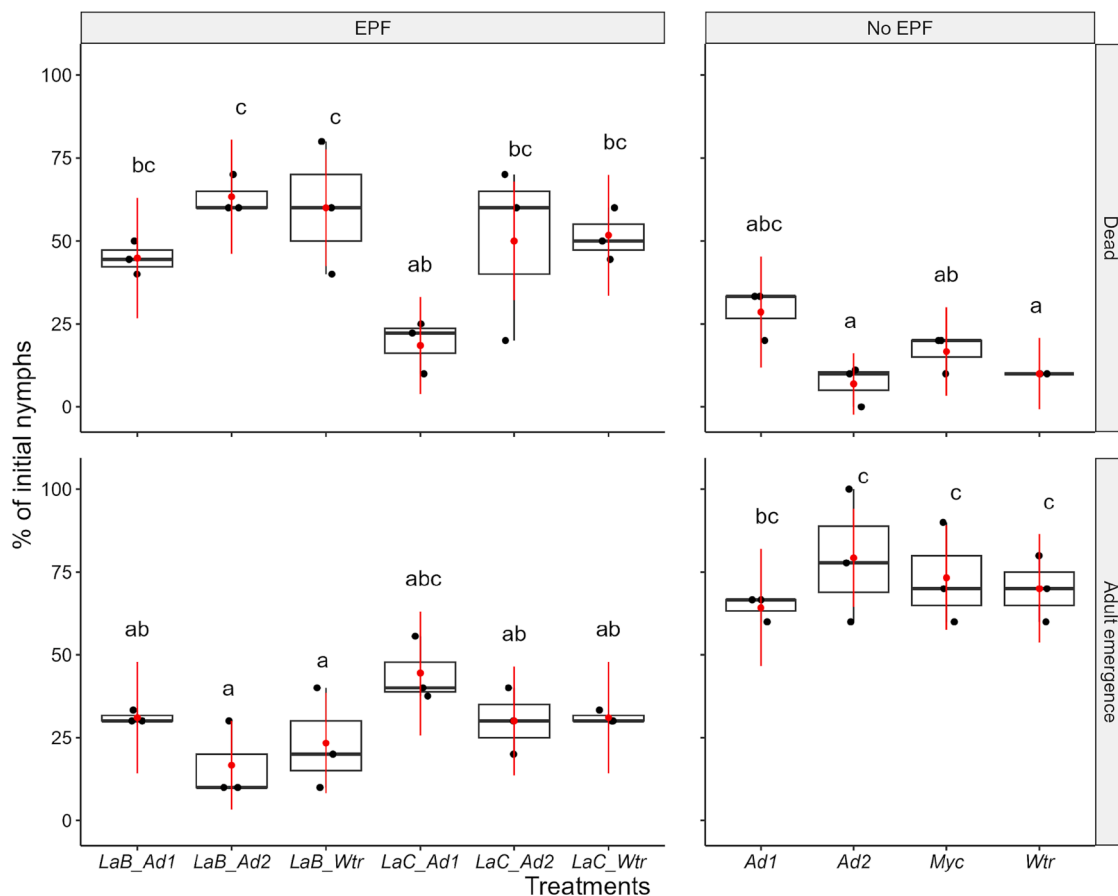 EPF No EPF
100
75
50
25
0
bc c c ab bc bc
abc a ab a
Dead
% of initial nymphs
100
75
50
25
0
ab a a abc ab ab
bc c c c
Adult emergence
LaB_Ad1 LaB_Ad2 LaB_Wtr LaC_Ad1 LaC_Ad2 LaC_Wtr Ad1 Ad2 Myc Wtr
Treatments